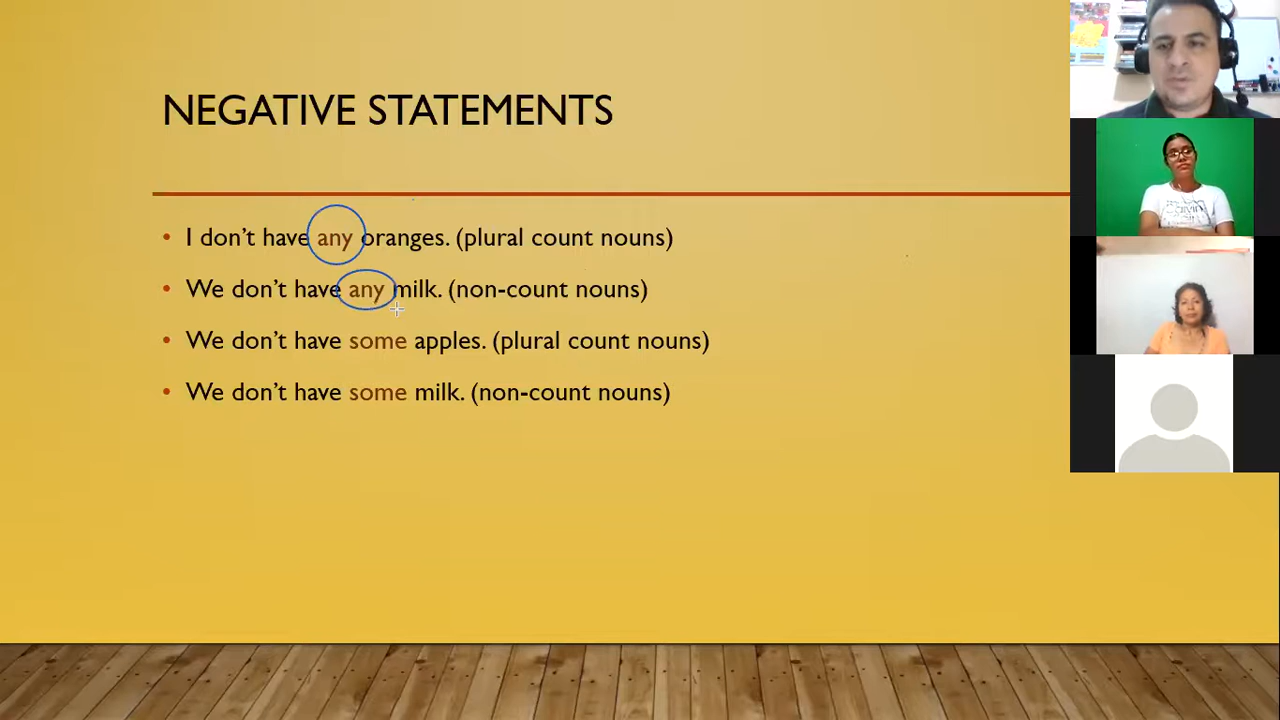 NEGATIVE STATEMENTS
• I don't have any oranges. (plural count nouns)
• We don't have any milk. (non-count nouns)
• We don't have some apples. (plural count nouns)
• We don't have some milk. (non-count nouns)